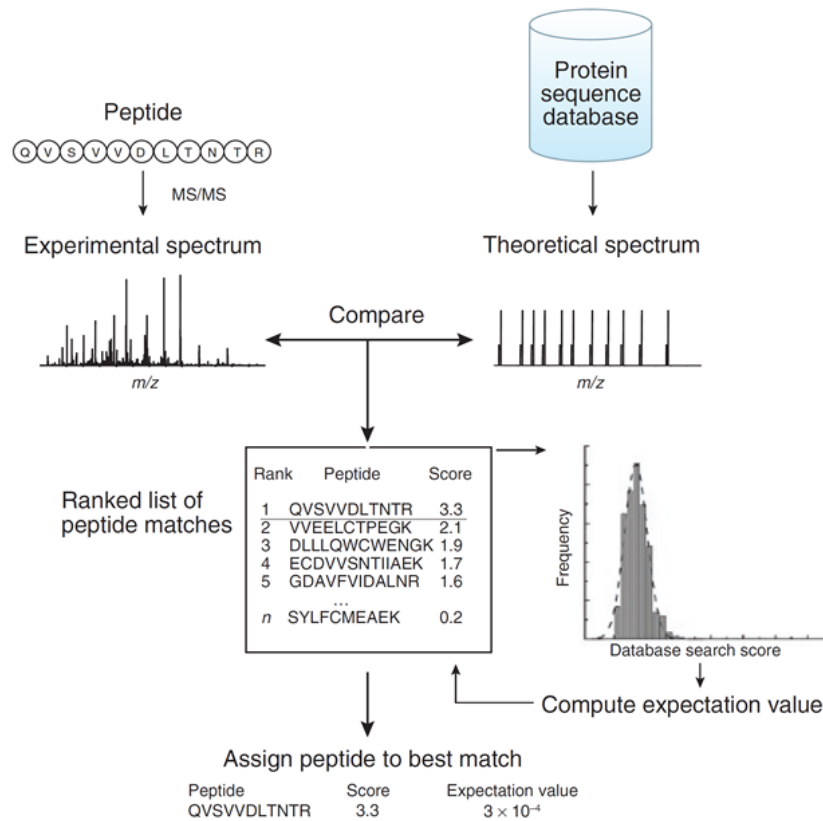 Protein
sequence
database
Peptide
Q V S V V D L T N T R
MS/MS
Experimental spectrum
Theoretical spectrum
Compare
m/z
m/z
Ranked list of
peptide matches
Rank Peptide Score
1 QVSVVDLTNTR 3.3
2 VVEELCTPEGK 2.1
3 DLLLQWCWENGK 1.9
4 ECDVVSNTIIAEK 1.7
5 GDAVFVIDALNR 1.6
...
n SYLFCMEAEK 0.2
Frequency
Database search score
Compute expectation value
Assign peptide to best match
Peptide Score Expectation value
QVSVVDLTNTR 3.3 3 × 10⁻⁴